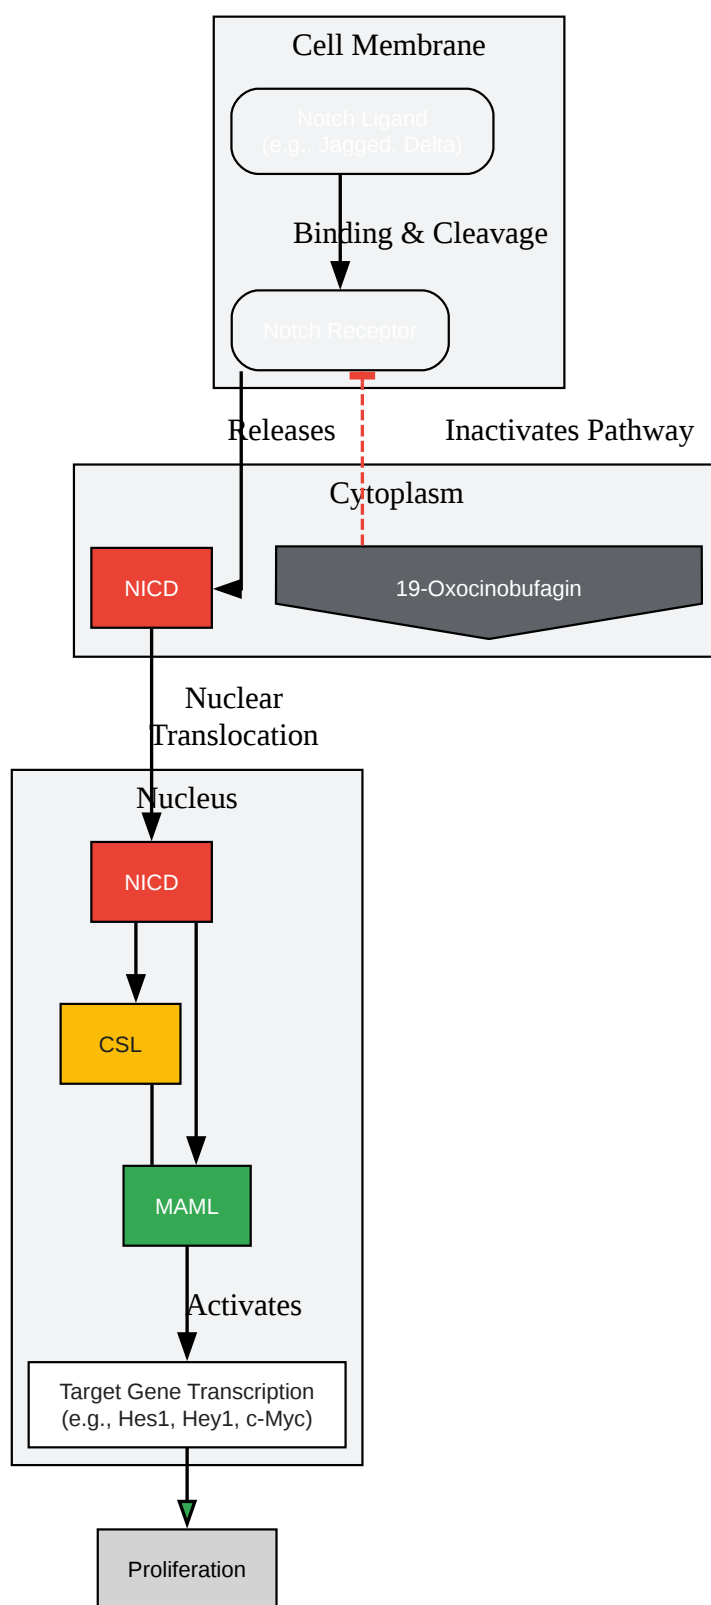 Cell Membrane
Notch Ligand
(e.g., Jagged, Delta)
Binding & Cleavage
Notch Receptor
Releases
Inactivates Pathway
Cytoplasm
NICD
19-Oxocinobufagin
Nuclear
Translocation
Nucleus
NICD
CSL
MAML
Activates
Target Gene Transcription
(e.g., Hes1, Hey1, c-Myc)
Proliferation